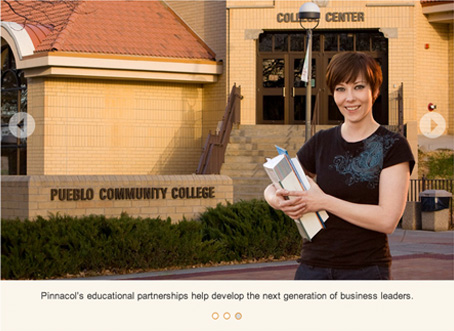 COLLEGE CENTER
PUEBLO COMMUNITY COLLEGE
Pinnacol's educational partnerships help develop the next generation of business leaders.